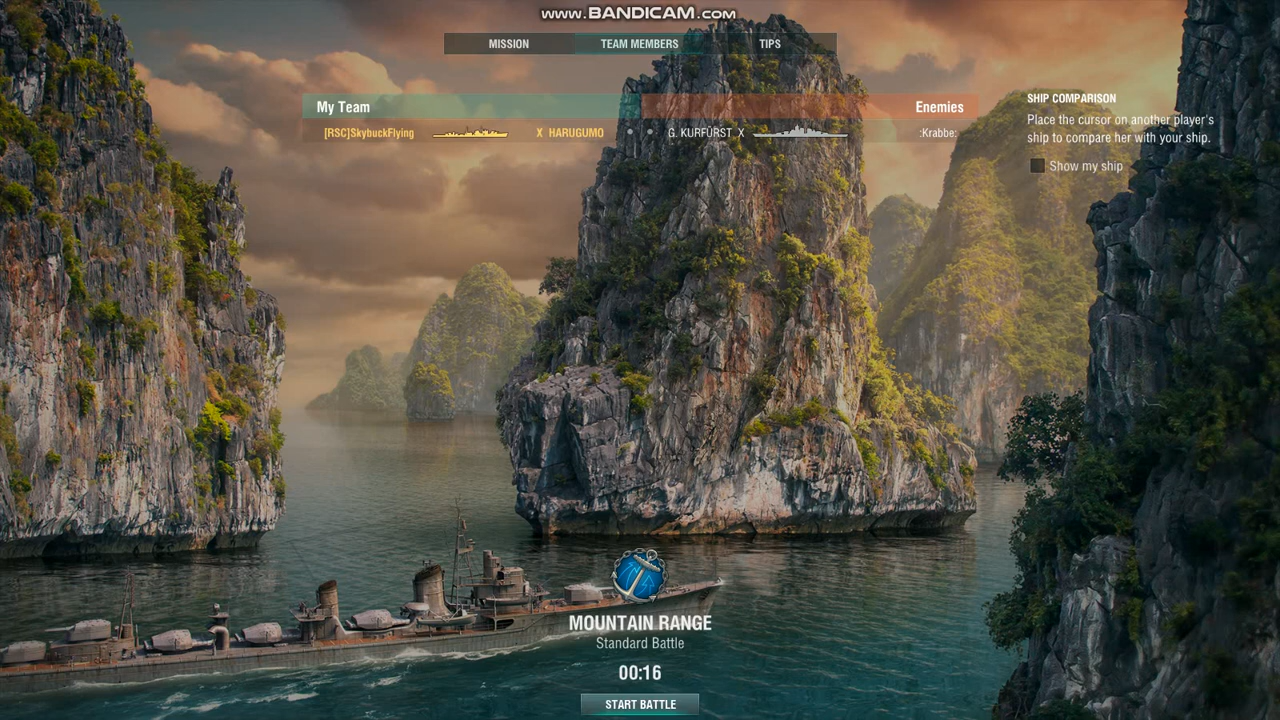 www.BANDICAM.com
MISSION TEAM MEMBERS TIPS
My Team Enemies
[RSC]SkybuckFlying X HARUGUMO G. KURFÜRST X :Krabbe:
SHIP COMPARISON
Place the cursor on another player's
ship to compare her with your ship.
Show my ship
MOUNTAIN RANGE
Standard Battle
00:16
START BATTLE